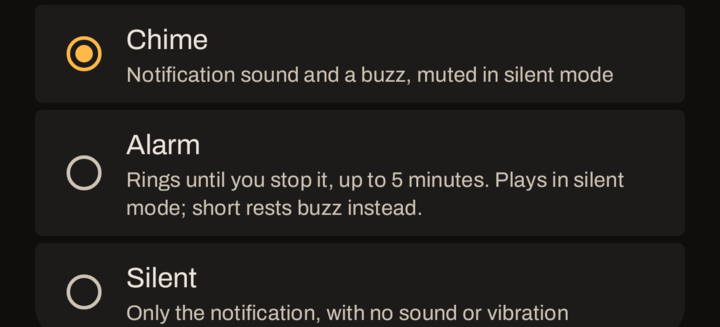 Chime
Notification sound and a buzz, muted in silent mode
Alarm
Rings until you stop it, up to 5 minutes. Plays in silent
mode; short rests buzz instead.
Silent
Only the notification, with no sound or vibration